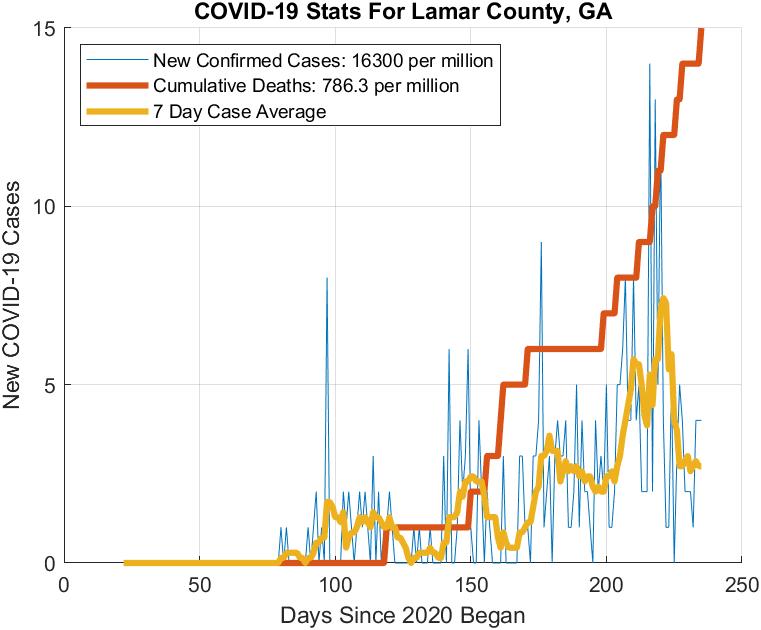 COVID-19 Stats For Lamar County, GA
New Confirmed Cases: 16300 per million
Cumulative Deaths: 786.3 per million
7 Day Case Average
New COVID-19 Cases
15
10
5
0
0 50 100 150 200 250
Days Since 2020 Began